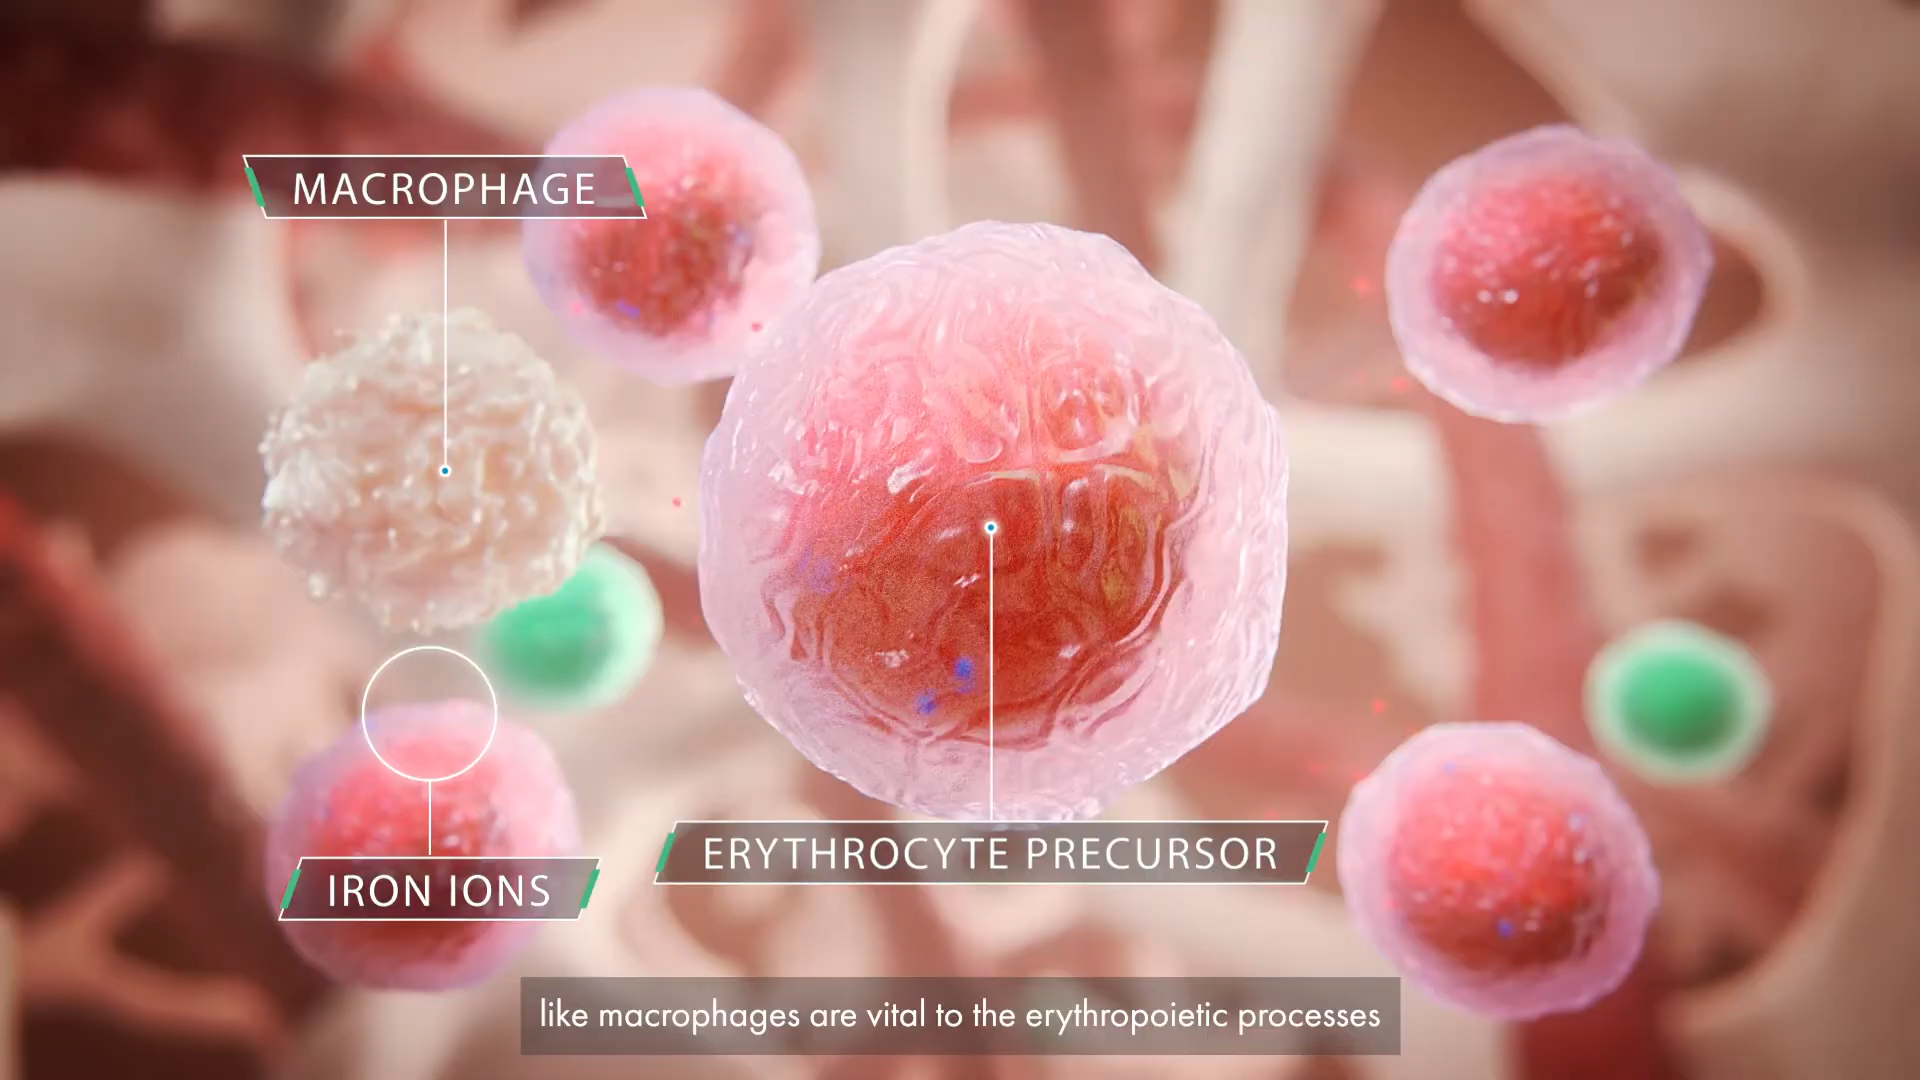 MACROPHAGE
ERYTHROCYTE PRECURSOR
IRON IONS
like macrophages are vital to the erythropoietic processes